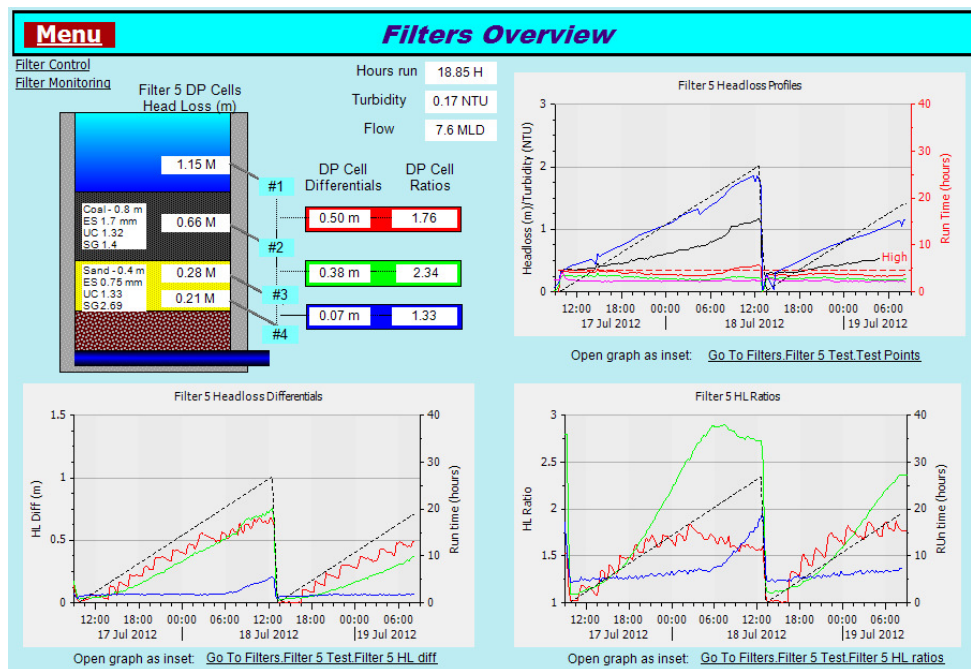 Menu
Filters Overview
Filter Control
Filter Monitoring
Filter 5 DP Cells
Head Loss (m)
Hours run 18.85 H
Turbidity 0.17 NTU
Flow 7.6 MLD
1.15 M
#1
DP Cell Differentials
DP Cell Ratios
Coal - 0.8 m
ES 1.7 mm
UC 1.32
SG 1.4
0.66 M
#2
0.50 m 1.76
Sand - 0.4 m
ES 0.75 mm
UC 1.33
SG 2.69
0.28 M
#3
0.38 m 2.34
0.21 M
#4
0.07 m 1.33
Filter 5 Headloss Profiles
Headloss (m)/Turbidity (NTU)
3
2
1
0
40
30
20
10
0
Run Time (hours)
High
12:00 18:00 00:00 06:00 12:00 18:00 00:00 06:00
17 Jul 2012 18 Jul 2012 19 Jul 2012
Open graph as inset: Go To Filters.Filter 5 Test.Test Points
Filter 5 Headloss Differentials
HL Diff (m)
1.5
1
0.5
0
40
30
20
10
0
Run time (hours)
12:00 18:00 00:00 06:00 12:00 18:00 00:00 06:00
17 Jul 2012 18 Jul 2012 19 Jul 2012
Open graph as inset: Go To Filters.Filter 5 Test.Filter 5 HL diff
Filter 5 HL Ratios
HL Ratio
3
2.5
2
1.5
1
40
30
20
10
0
Run time (hours)
12:00 18:00 00:00 06:00 12:00 18:00 00:00 06:00
17 Jul 2012 18 Jul 2012 19 Jul 2012
Open graph as inset: Go To Filters.Filter 5 Test.Filter 5 HL ratios